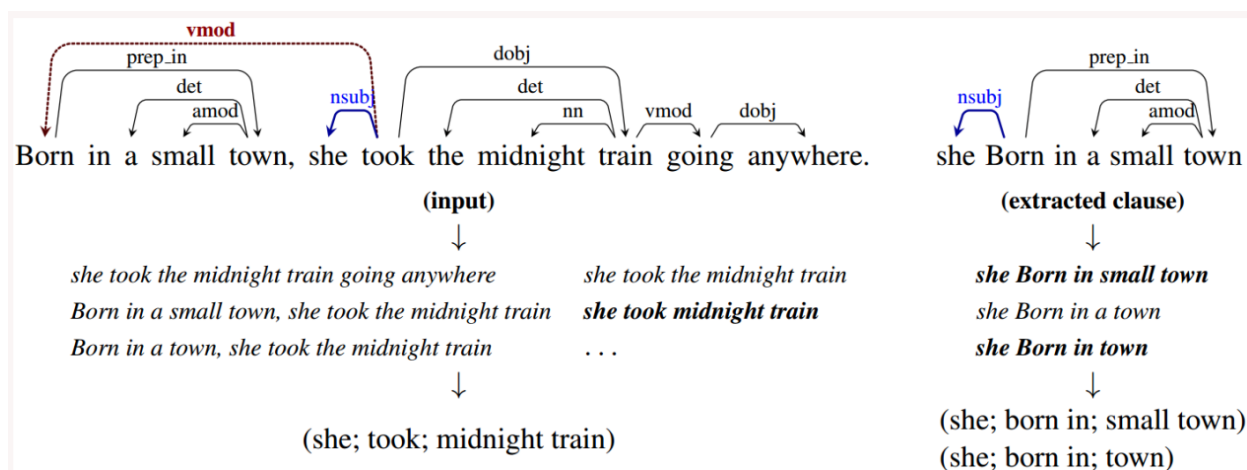 vmod
prep_in dobj prep_in
det det det
nsubj amod nn vmod dobj nsubj amod
Born in a small town, she took the midnight train going anywhere. she Born in a small town
(input) (extracted clause)
↓ ↓
she took the midnight train going anywhere she took the midnight train she Born in small town
Born in a small town, she took the midnight train she took midnight train she Born in a town
Born in a town, she took the midnight train . . . she Born in town
↓ ↓
(she; took; midnight train) (she; born in; small town)
(she; born in; town)